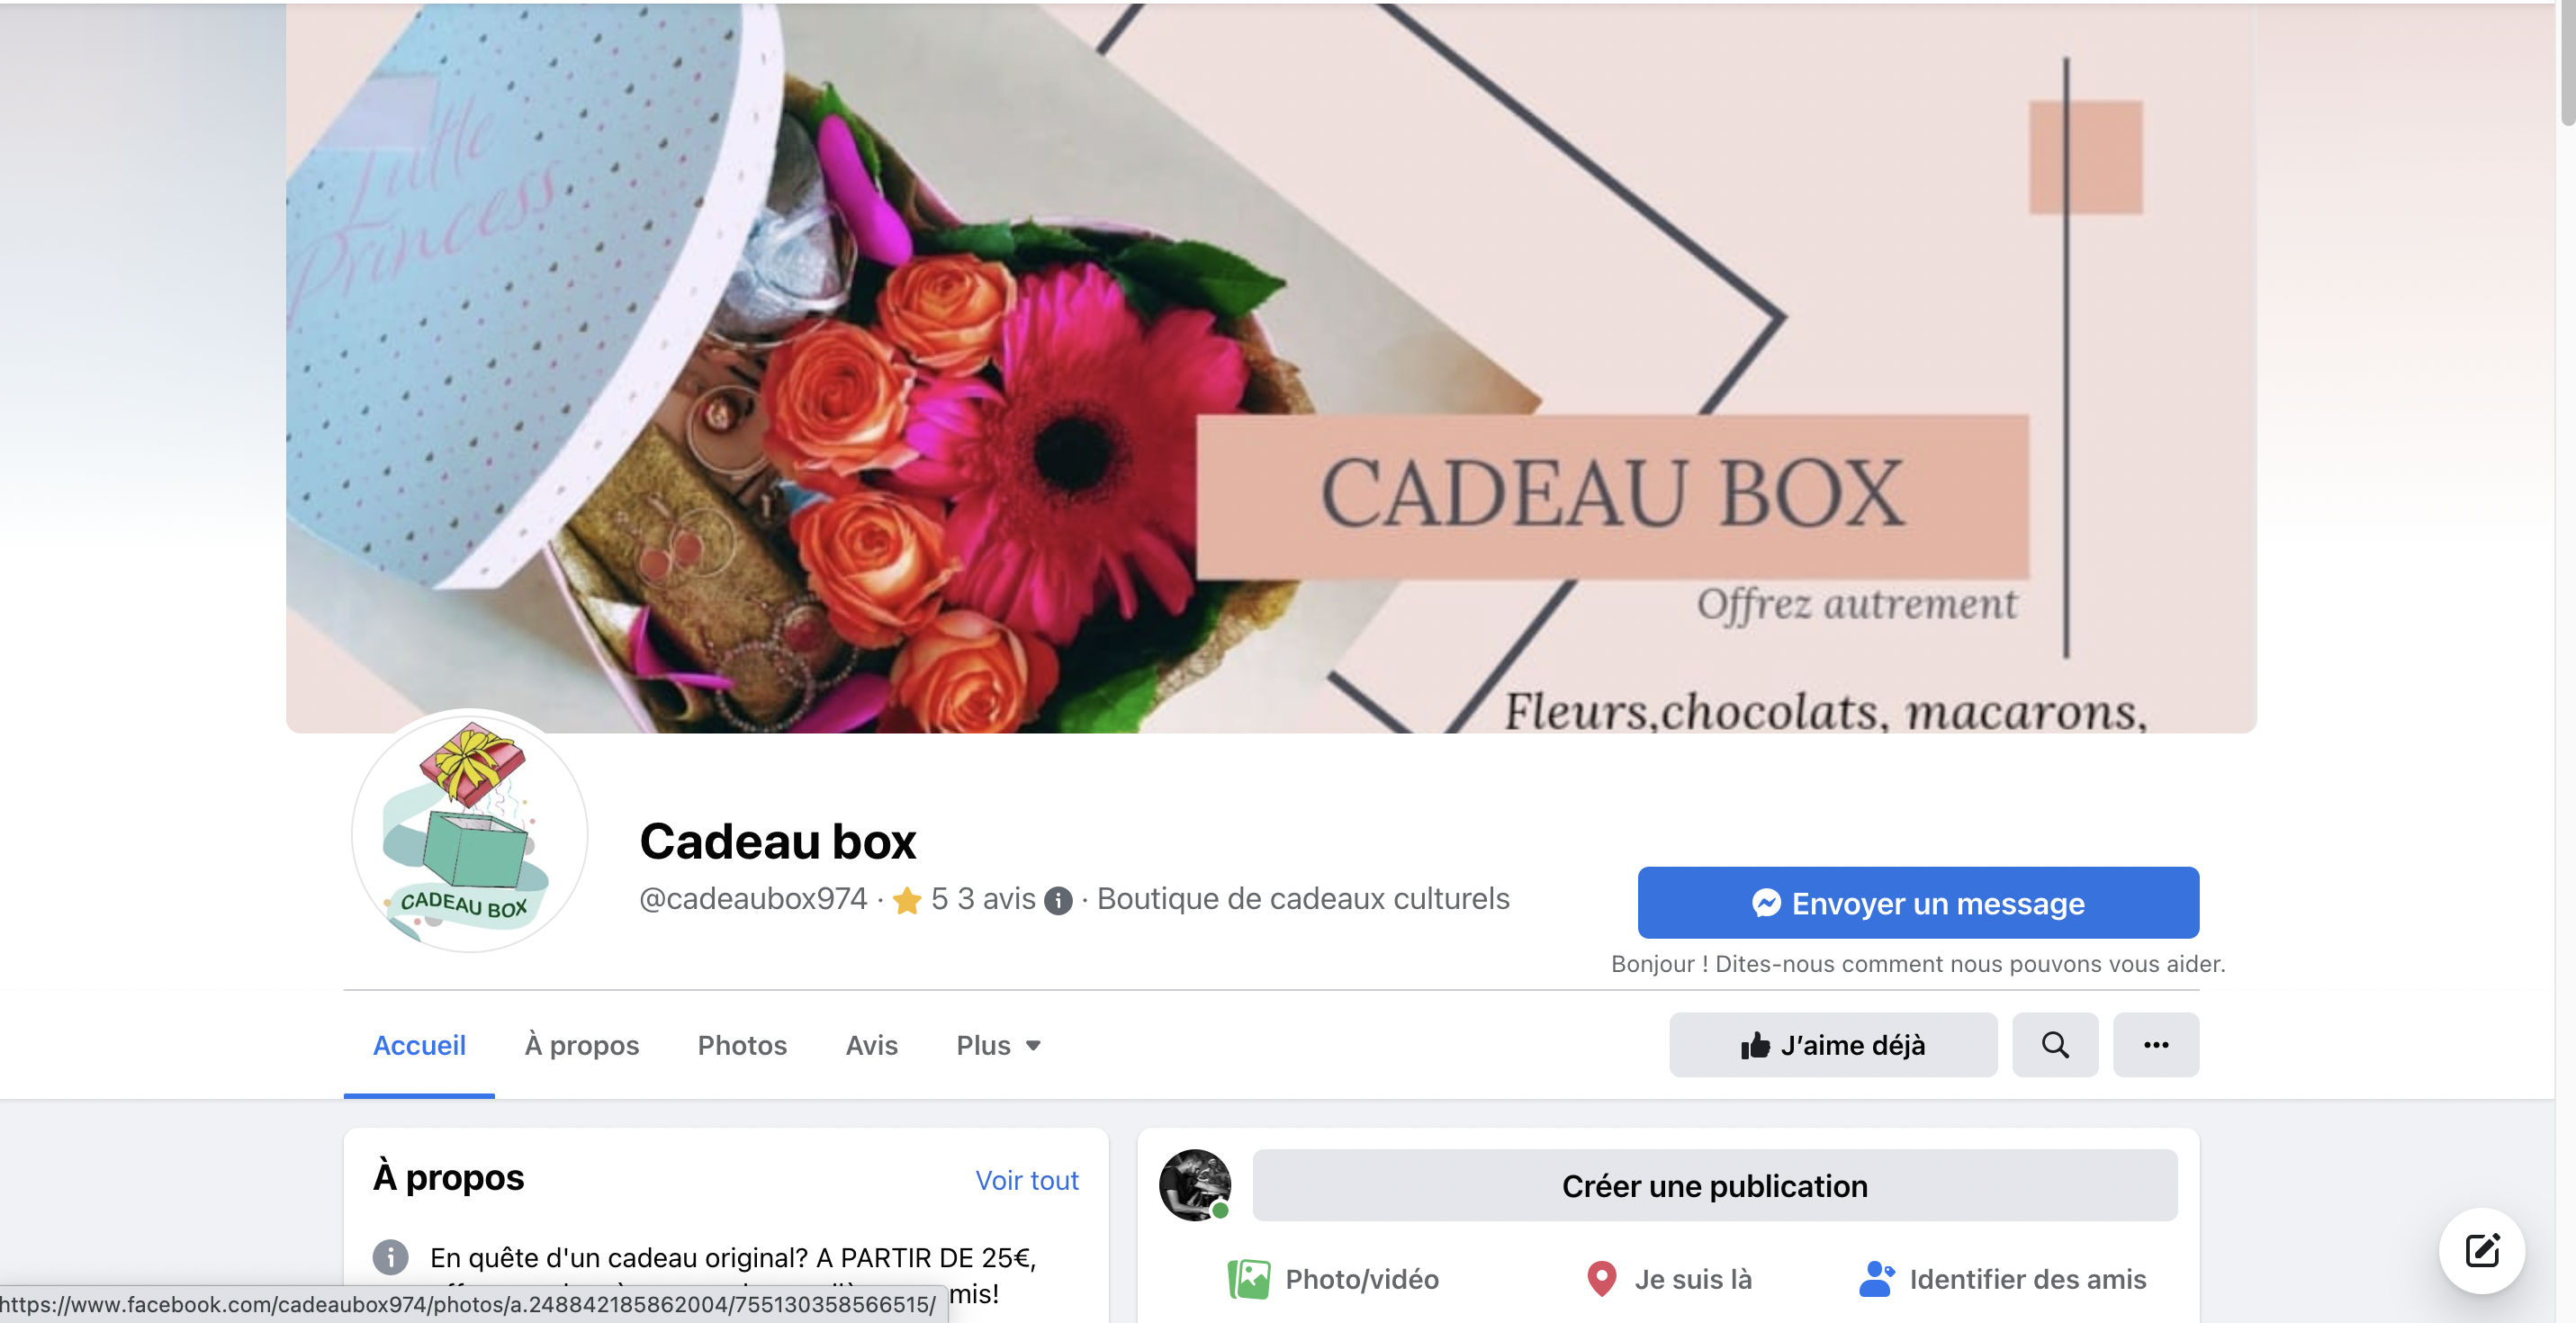 Little
Princess
CADEAU BOX
Offrez autrement
Fleurs,chocolats, macarons,
CADEAU BOX
Cadeau box
@cadeaubox974 · 5 3 avis · Boutique de cadeaux culturels
Envoyer un message
Bonjour ! Dites-nous comment nous pouvons vous aider.
Accueil À propos Photos Avis Plus
J’aime déjà
À propos
Voir tout
En quête d'un cadeau original? A PARTIR DE 25€,
mis!
Créer une publication
Photo/vidéo Je suis là Identifier des amis
https://www.facebook.com/cadeaubox974/photos/a.248842185862004/755130358566515/